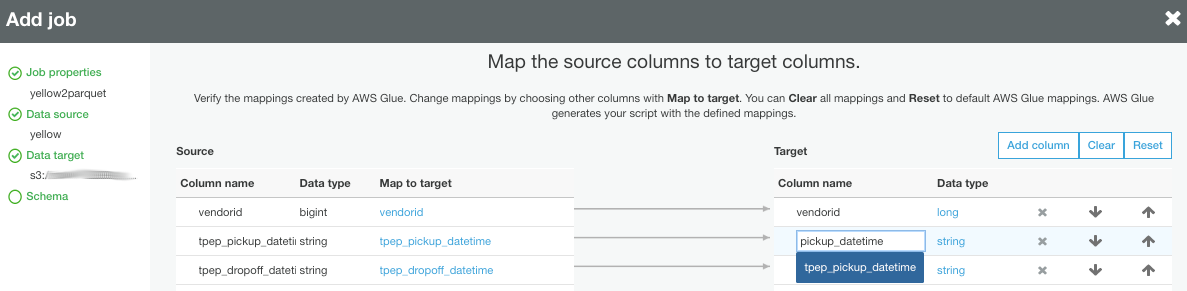 Add job
Job properties
yellow2parquet
Data source
yellow
Data target
s3:/
Schema
Map the source columns to target columns.
Verify the mappings created by AWS Glue. Change mappings by choosing other columns with Map to target. You can Clear all mappings and Reset to default AWS Glue mappings. AWS Glue
generates your script with the defined mappings.
Add column Clear Reset
Source Target
Column name Data type Map to target Column name Data type
vendorid bigint vendorid vendorid long
tpep_pickup_dateti string tpep_pickup_datetime pickup_datetime string
tpep_pickup_datetime
tpep_dropoff_dateti string tpep_dropoff_datetime string